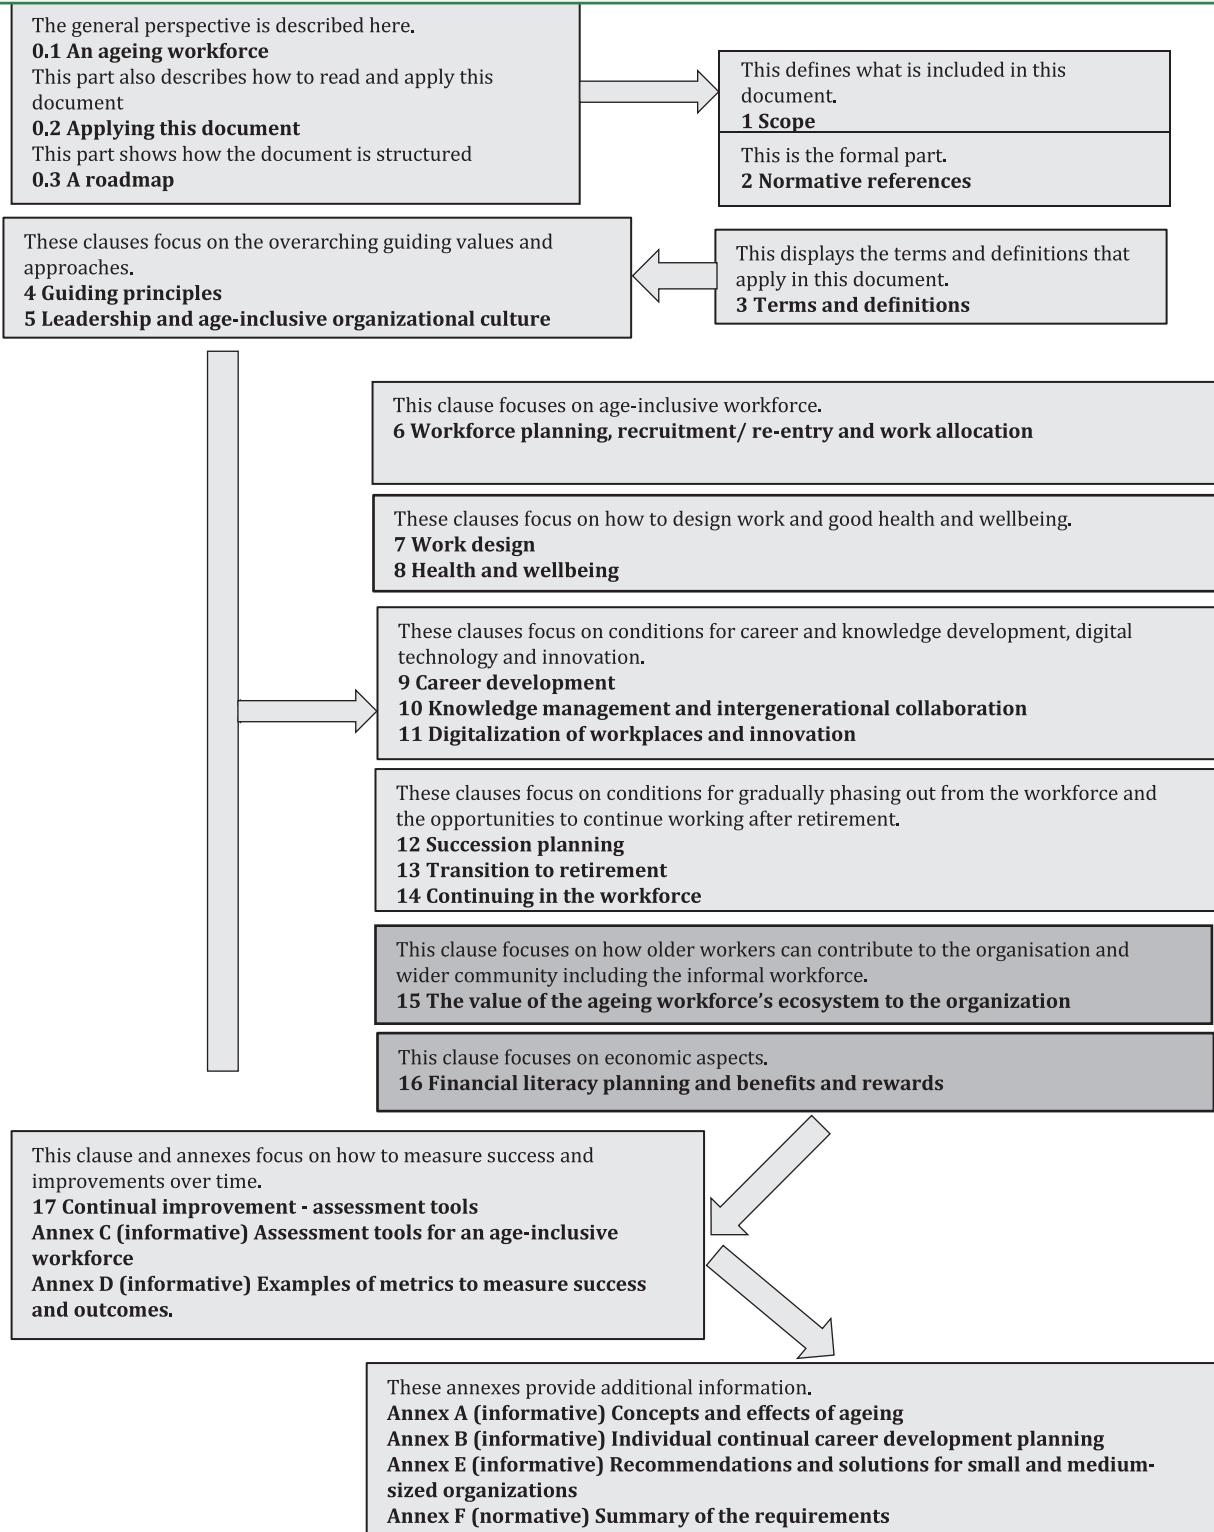 The general perspective is described here.
0.1 An ageing workforce
This part also describes how to read and apply this
document
0.2 Applying this document
This part shows how the document is structured
0.3 A roadmap
This defines what is included in this
document.
1 Scope
This is the formal part.
2 Normative references
This displays the terms and definitions that
apply in this document.
3 Terms and definitions
These clauses focus on the overarching guiding values and
approaches.
4 Guiding principles
5 Leadership and age-inclusive organizational culture
This clause focuses on age-inclusive workforce.
6 Workforce planning, recruitment/ re-entry and work allocation
These clauses focus on how to design work and good health and wellbeing.
7 Work design
8 Health and wellbeing
These clauses focus on conditions for career and knowledge development, digital
technology and innovation.
9 Career development
10 Knowledge management and intergenerational collaboration
11 Digitalization of workplaces and innovation
These clauses focus on conditions for gradually phasing out from the workforce and
the opportunities to continue working after retirement.
12 Succession planning
13 Transition to retirement
14 Continuing in the workforce
This clause focuses on how older workers can contribute to the organisation and
wider community including the informal workforce.
15 The value of the ageing workforce’s ecosystem to the organization
This clause focuses on economic aspects.
16 Financial literacy planning and benefits and rewards
This clause and annexes focus on how to measure success and
improvements over time.
17 Continual improvement - assessment tools
Annex C (informative) Assessment tools for an age-inclusive
workforce
Annex D (informative) Examples of metrics to measure success
and outcomes.
These annexes provide additional information.
Annex A (informative) Concepts and effects of ageing
Annex B (informative) Individual continual career development planning
Annex E (informative) Recommendations and solutions for small and medium-
sized organizations
Annex F (normative) Summary of the requirements